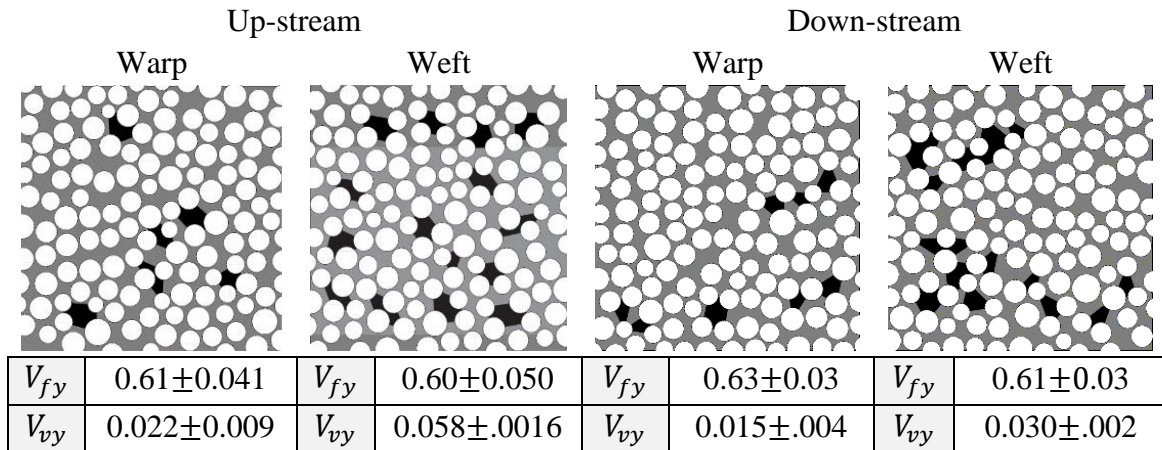 Up-stream Down-stream
Warp Weft Warp Weft
V_fy 0.61±0.041 V_fy 0.60±0.050 V_fy 0.63±0.03 V_fy 0.61±0.03
V_vy 0.022±0.009 V_vy 0.058±.0016 V_vy 0.015±.004 V_vy 0.030±.002